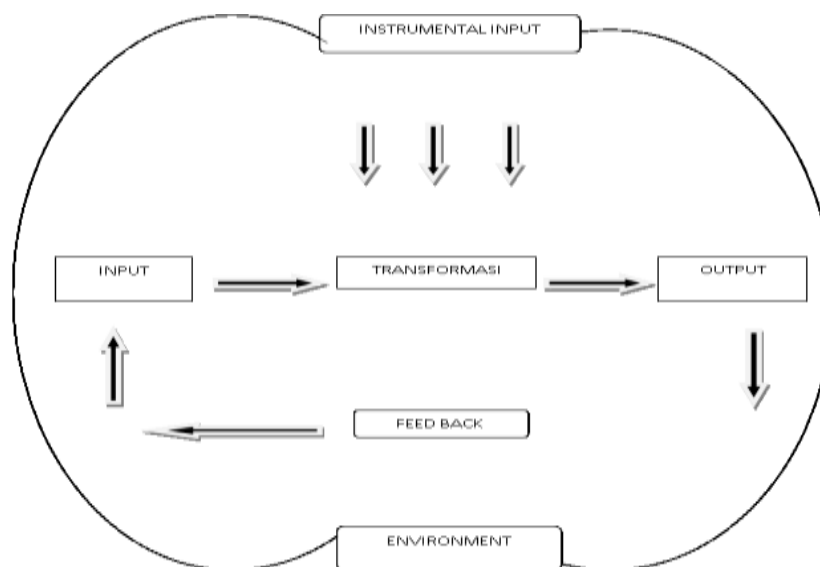 INSTRUMENTAL INPUT
INPUT
TRANSFORMASI
OUTPUT
FEED BACK
ENVIRONMENT